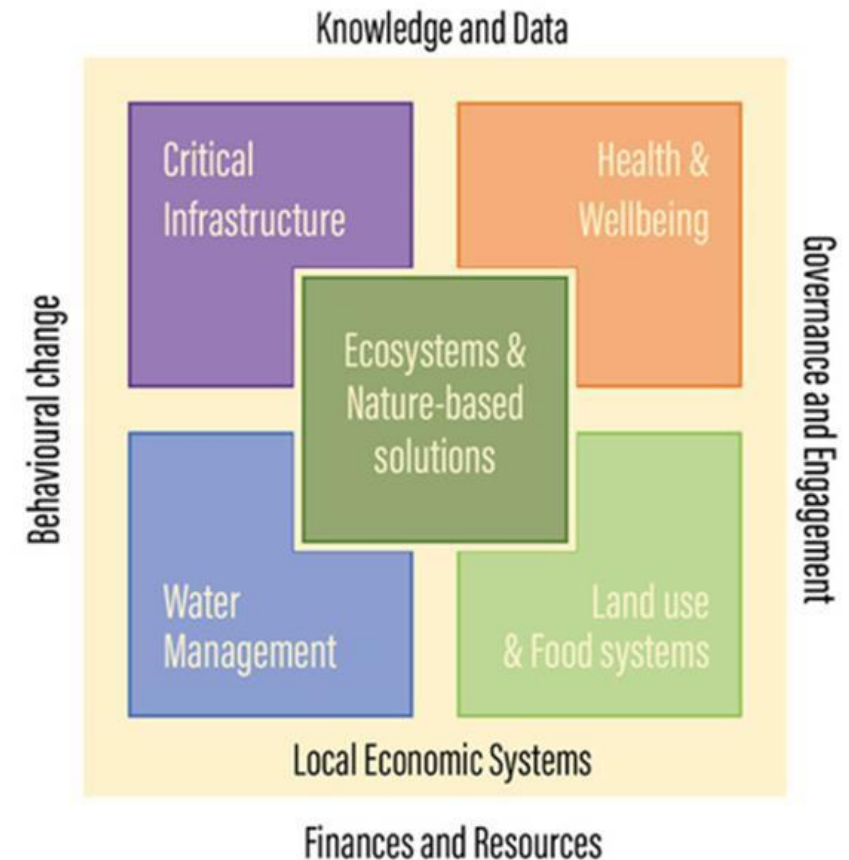 Knowledge and Data
Critical
Infrastructure
Health &
Wellbeing
Ecosystems &
Nature-based
solutions
Behavioural change
Governance and Engagement
Water
Management
Land use
& Food systems
Local Economic Systems
Finances and Resources